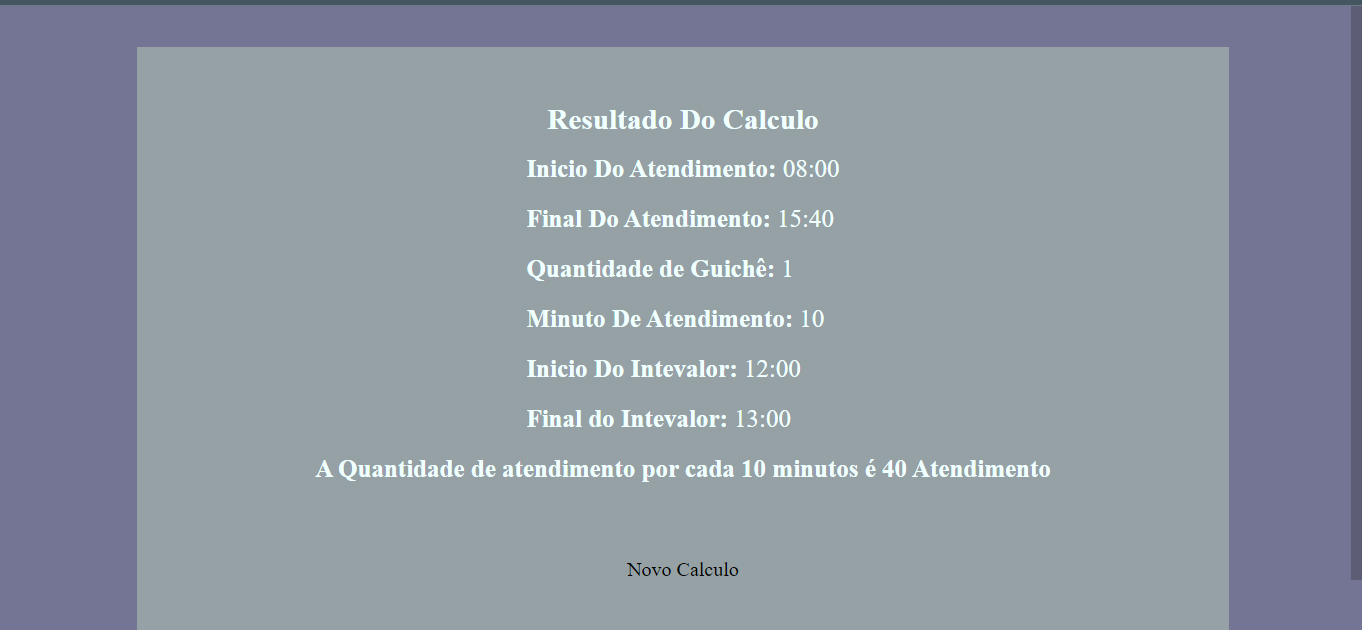 Resultado Do Calculo
Inicio Do Atendimento: 08:00
Final Do Atendimento: 15:40
Quantidade de Guichê: 1
Minuto De Atendimento: 10
Inicio Do Intevalor: 12:00
Final do Intevalor: 13:00
A Quantidade de atendimento por cada 10 minutos é 40 Atendimento
Novo Calculo